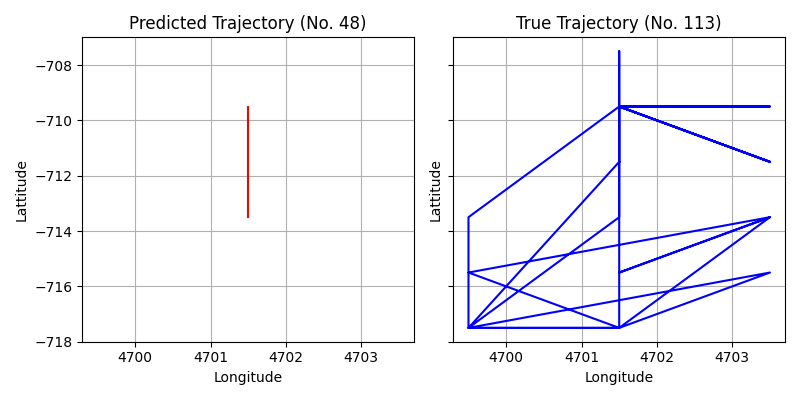 Predicted Trajectory (No. 48)
True Trajectory (No. 113)
−708
−710
−712
−714
−716
−718
Lattitude
4700
4701
4702
4703
Longitude
Lattitude
4700
4701
4702
4703
Longitude